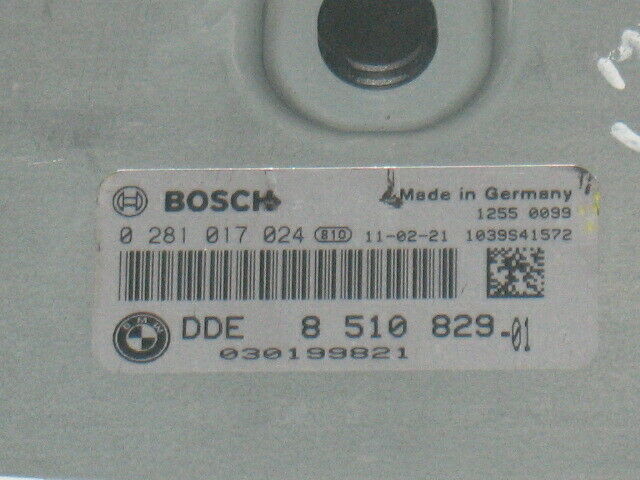 BOSCH Made in Germany
1255 0099
0 281 017 024 810 11-02-21 1039S41572
BMW DDE 8 510 829-01
030199821